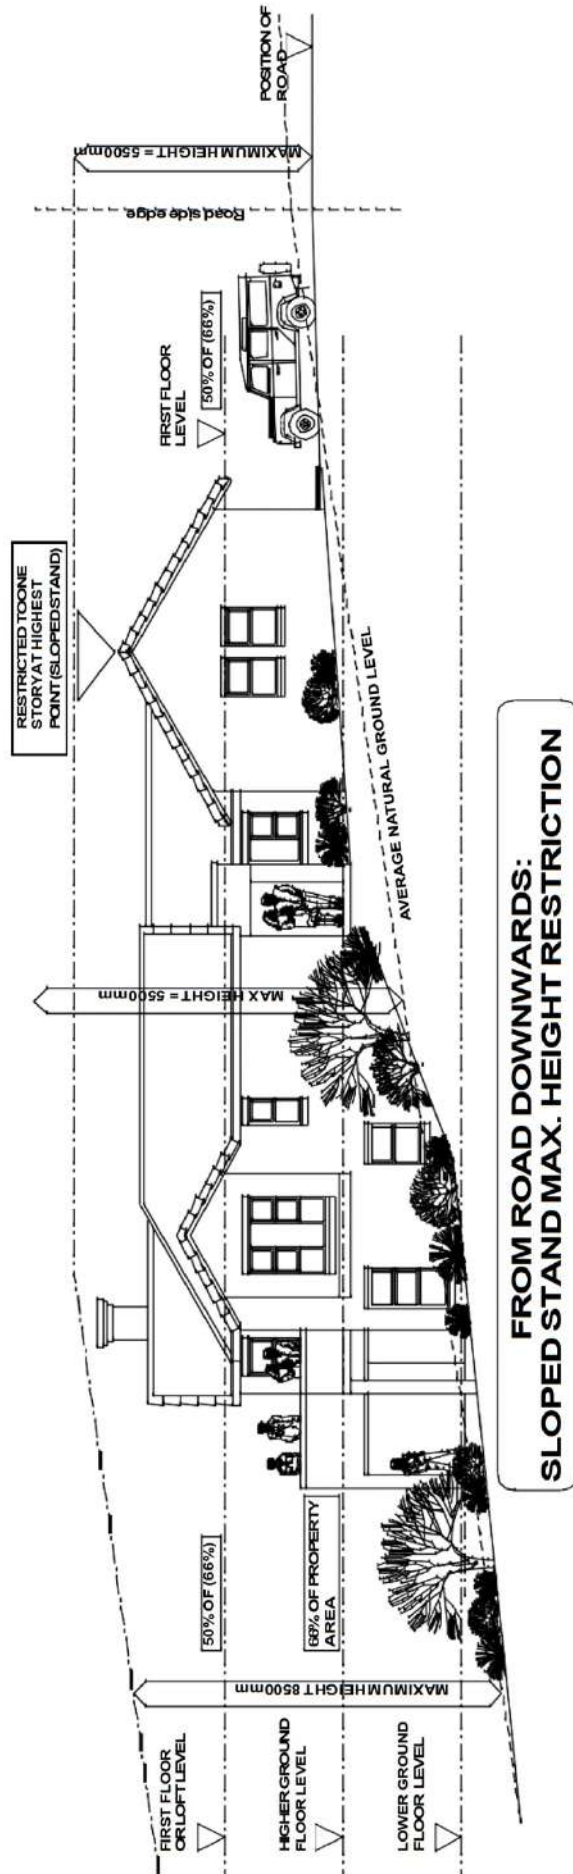 RESTRICTED TOONE
STORY AT HIGHEST
POINT (SLOPED STAND)
FIRST FLOOR
LEVEL
50% OF (66%)
Road side edge
MAXIMUM HEIGHT = 5500mm
POSITION OF
ROAD
MAX HEIGHT = 5500mm
AVERAGE NATURAL GROUND LEVEL
FIRST FLOOR
OR LOFT LEVEL
50% OF (66%)
HIGHER GROUND
FLOOR LEVEL
66% OF PROPERTY
AREA
LOWER GROUND
FLOOR LEVEL
MAXIMUM HEIGHT 8500mm
FROM ROAD DOWNWARDS:
SLOPED STAND MAX. HEIGHT RESTRICTION